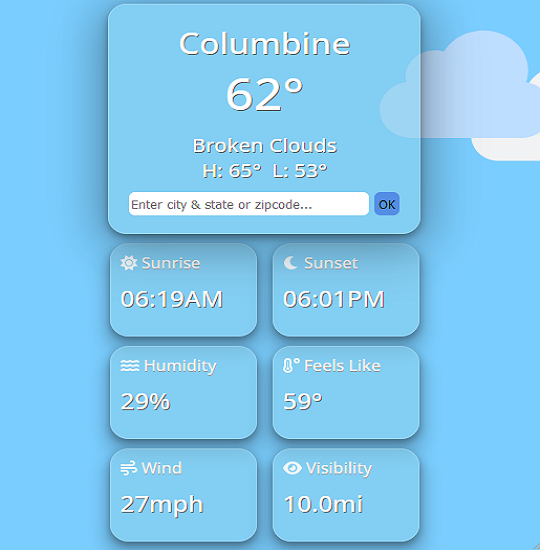 Columbine
62°
Broken Clouds
H: 65° L: 53°
Enter city & state or zipcode... OK
Sunrise
06:19AM
Sunset
06:01PM
Humidity
29%
Feels Like
59°
Wind
27mph
Visibility
10.0mi